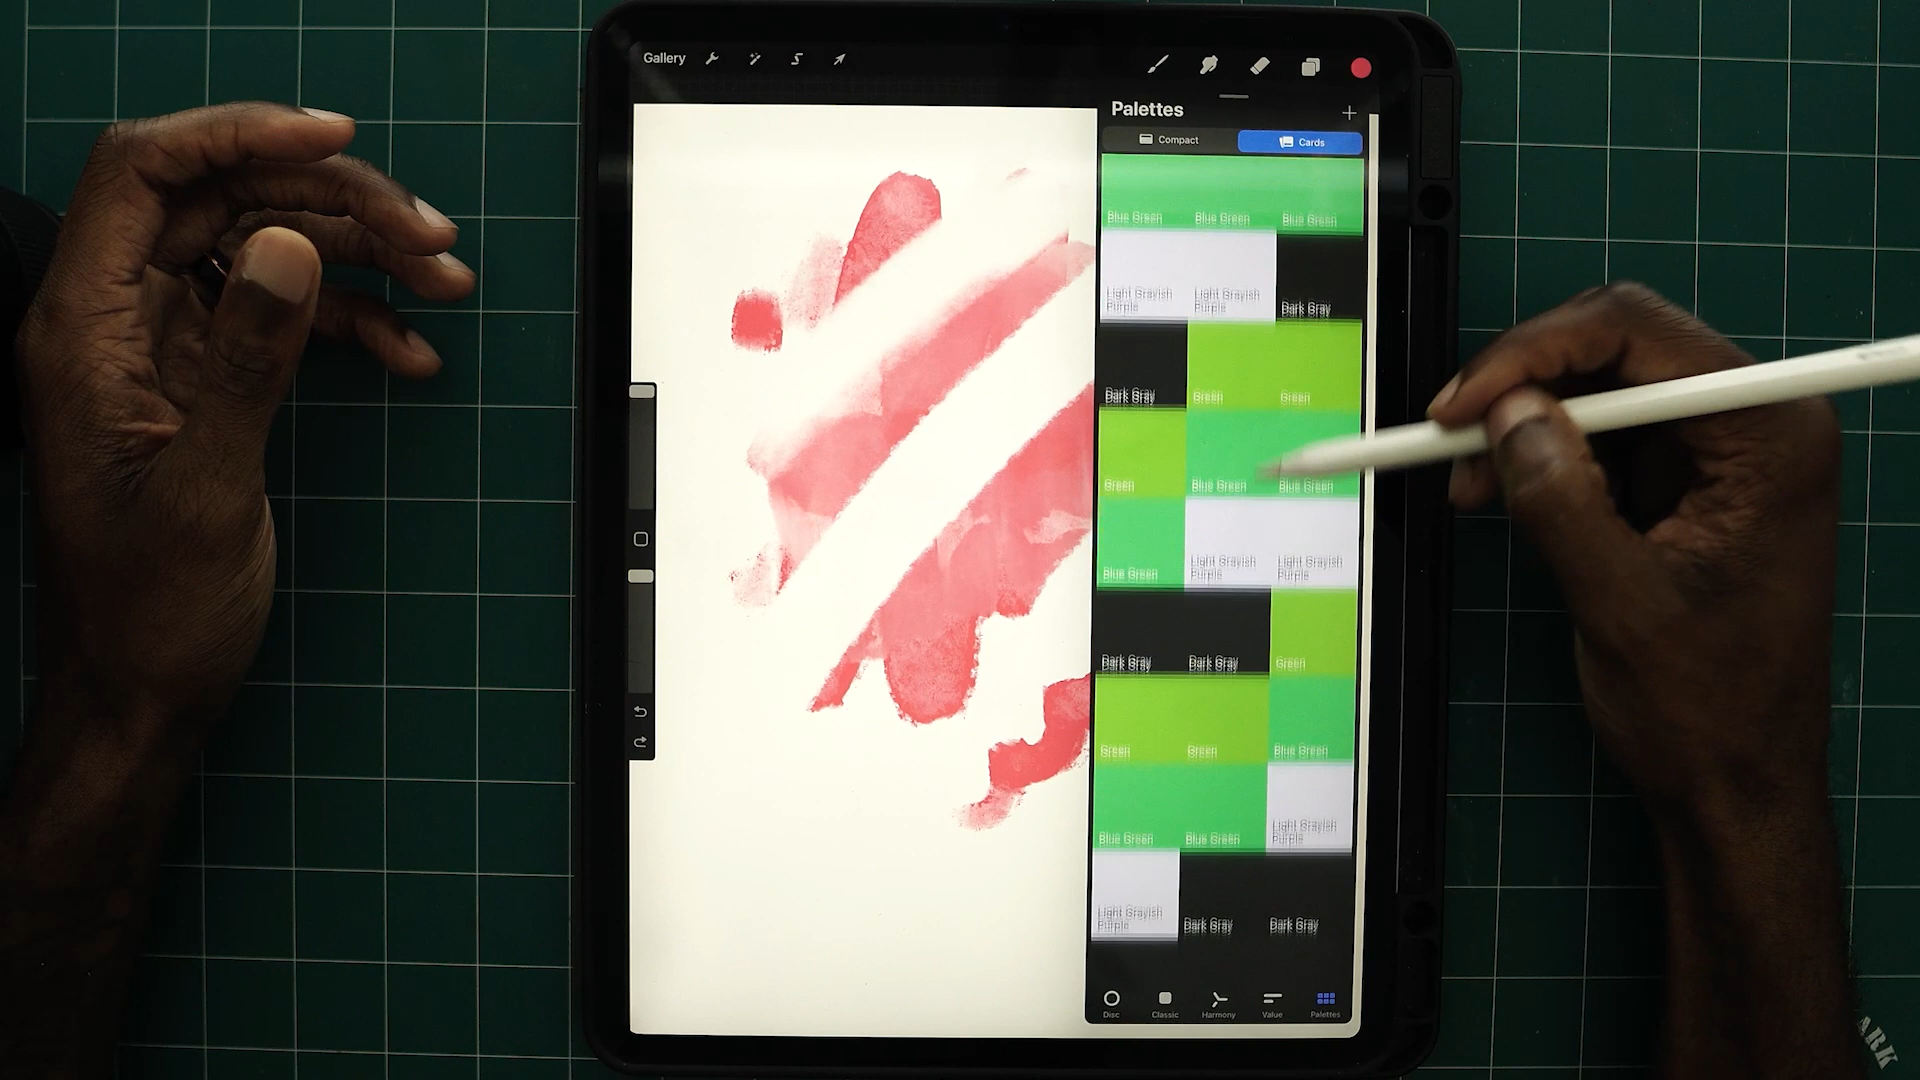 Gallery
Palettes
Compact
Cards
Blue Green
Blue Green
Blue Green
Light Grayish
Purple
Light Grayish
Purple
Dark Gray
Dark Gray
Green
Green
Green
Blue Green
Blue Green
Blue Green
Light Grayish
Purple
Light Grayish
Purple
Dark Gray
Dark Gray
Green
Green
Green
Blue Green
Blue Green
Blue Green
Light Grayish
Purple
Light Grayish
Purple
Dark Gray
Dark Gray
Disc
Classic
Harmony
Value
Palettes
ARK